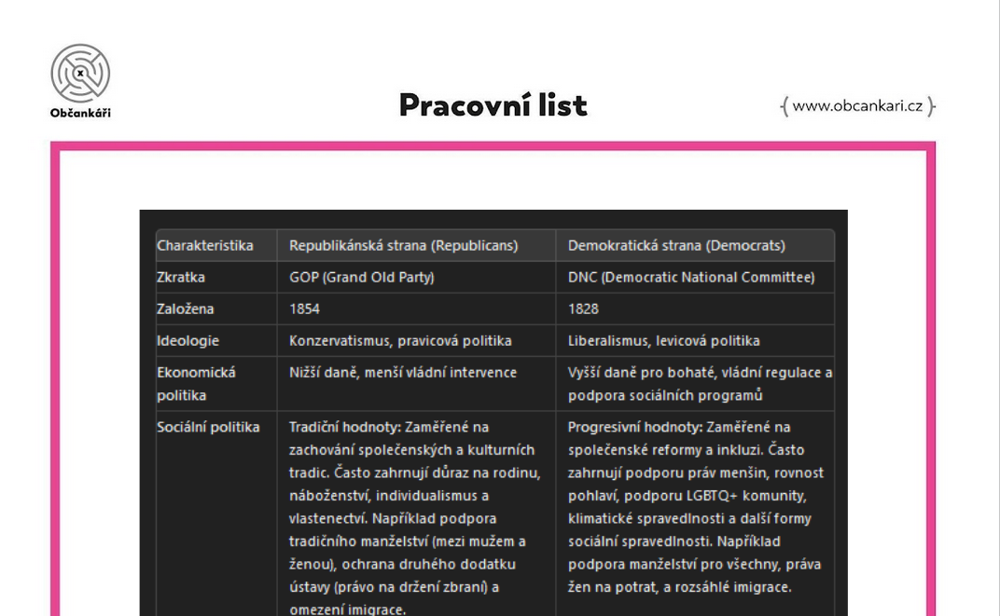 Občankáři
Pracovní list
www.obcankari.cz
Charakteristika Republikánská strana (Republicans) Demokratická strana (Democrats)
Zkratka GOP (Grand Old Party) DNC (Democratic National Committee)
Založena 1854 1828
Ideologie Konzervatismus, pravicová politika Liberalismus, levicová politika
Ekonomická politika
Nižší daně, menší vládní intervence
Vyšší daně pro bohaté, vládní regulace a
podpora sociálních programů
Sociální politika
Tradiční hodnoty: Zaměřené na
zachování společenských a kulturních
tradic. Často zahrnují důraz na rodinu,
náboženství, individualismus a
vlastenectví. Například podpora
tradičního manželství (mezi mužem a
ženou), ochrana druhého dodatku
ústavy (právo na držení zbraní) a
omezení imigrace.
Progresivní hodnoty: Zaměřené na
společenské reformy a inkluzi. Často
zahrnují podporu práv menšin, rovnost
pohlaví, podporu LGBTQ+ komunity,
klimatické spravedlnosti a další formy
sociální spravedlnosti. Například
podpora manželství pro všechny, práva
žen na potrat, a rozsáhlé imigrace.